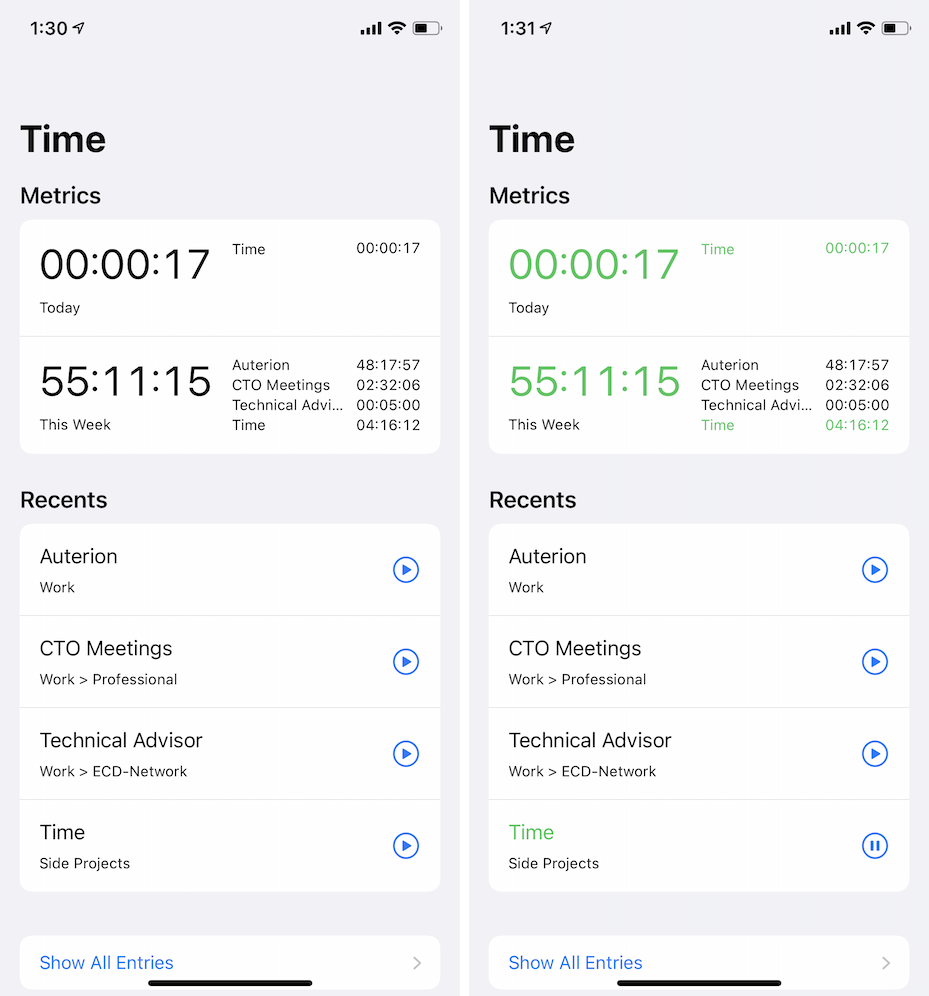 1:30
Time
Metrics
00:00:17
Today
Time 00:00:17
55:11:15
This Week
Auterion 48:17:57
CTO Meetings 02:32:06
Technical Advi... 00:05:00
Time 04:16:12
Recents
Auterion
Work
CTO Meetings
Work > Professional
Technical Advisor
Work > ECD-Network
Time
Side Projects
Show All Entries
1:31
Time
Metrics
00:00:17
Today
Time 00:00:17
55:11:15
This Week
Auterion 48:17:57
CTO Meetings 02:32:06
Technical Advi... 00:05:00
Time 04:16:12
Recents
Auterion
Work
CTO Meetings
Work > Professional
Technical Advisor
Work > ECD-Network
Time
Side Projects
Show All Entries